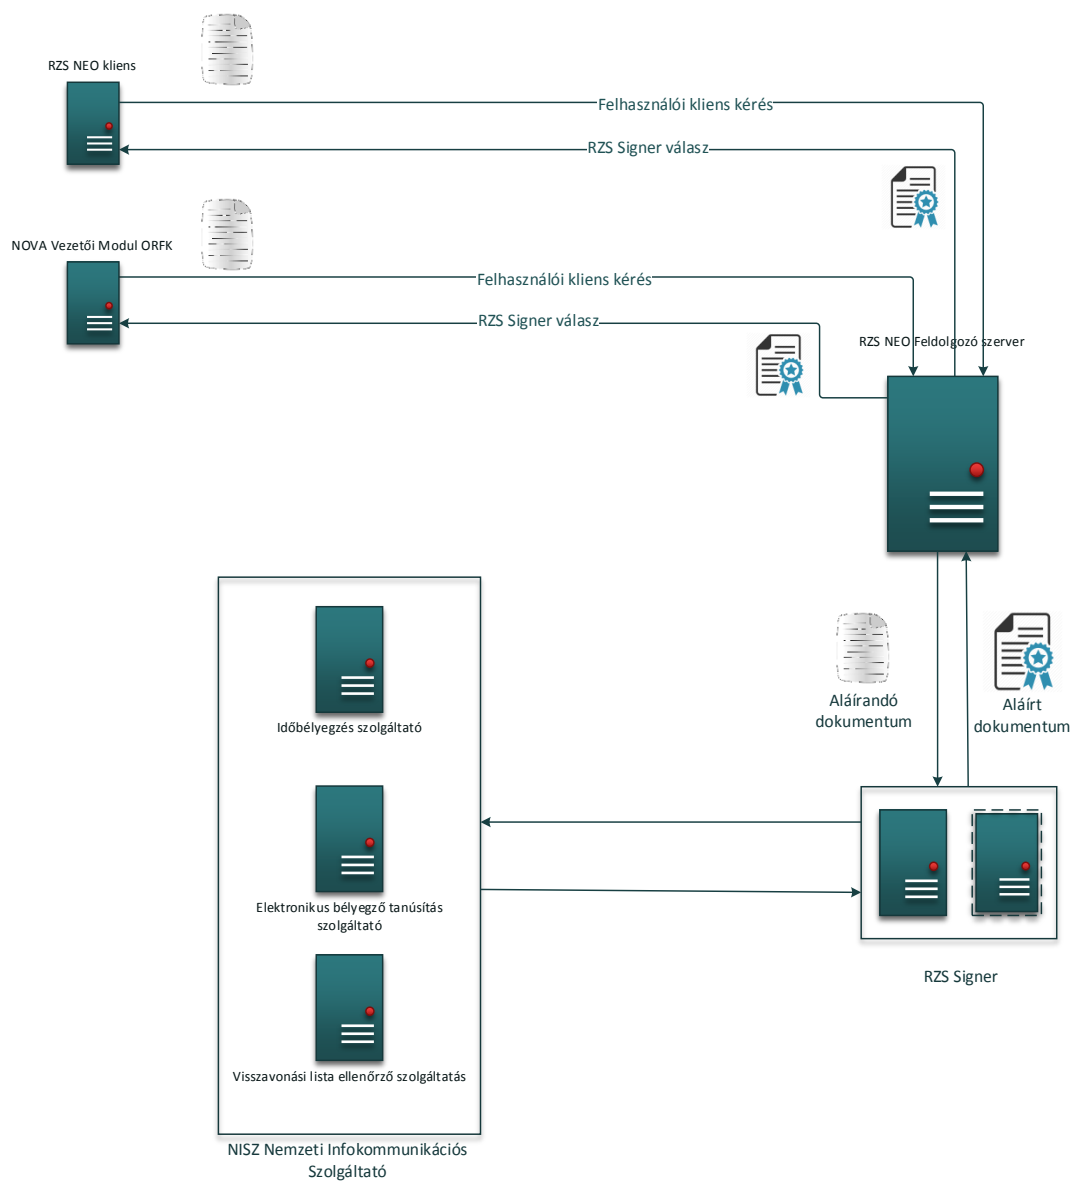 RZS NEO kliens
Felhasználói kliens kérés
RZS Signer válasz
NOVA Vezetői Modul ORFK
Felhasználói kliens kérés
RZS Signer válasz
RZS NEO Feldolgozó szerver
Aláírandó
dokumentum
Aláírt
dokumentum
Időbélyegzés szolgáltató
Elektronikus bélyegző tanúsítás
szolgáltató
RZS Signer
Visszavonási lista ellenőrző szolgáltatás
NISZ Nemzeti Infokommunikációs
Szolgáltató